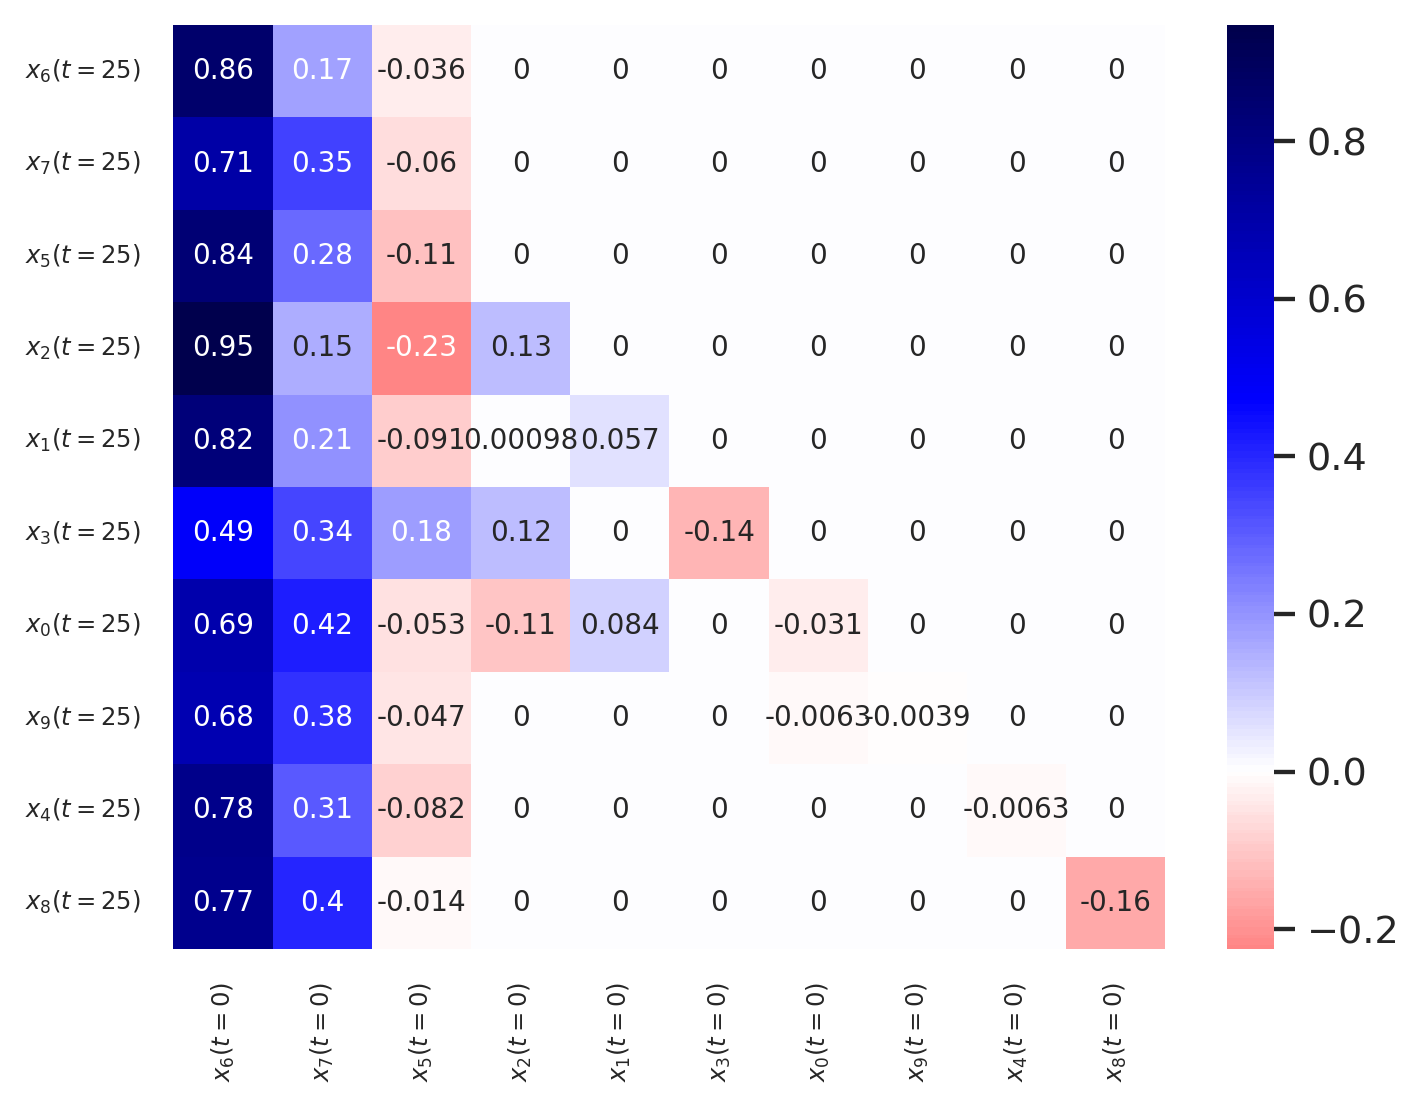 x₆(t = 25) 0.86 0.17 -0.036 0 0 0 0 0 0 0
x₇(t = 25) 0.71 0.35 -0.06 0 0 0 0 0 0 0
x₅(t = 25) 0.84 0.28 -0.11 0 0 0 0 0 0 0
x₂(t = 25) 0.95 0.15 -0.23 0.13 0 0 0 0 0 0
x₁(t = 25) 0.82 0.21 -0.091 0.00098 0.057 0 0 0 0 0
x₃(t = 25) 0.49 0.34 0.18 0.12 0 -0.14 0 0 0 0
x₀(t = 25) 0.69 0.42 -0.053 -0.11 0.084 0 -0.031 0 0 0
x₉(t = 25) 0.68 0.38 -0.047 0 0 0 -0.0063 -0.0039 0 0
x₄(t = 25) 0.78 0.31 -0.082 0 0 0 0 0 -0.0063 0
x₈(t = 25) 0.77 0.4 -0.014 0 0 0 0 0 0 -0.16
x₆(t = 0)
x₇(t = 0)
x₅(t = 0)
x₂(t = 0)
x₁(t = 0)
x₃(t = 0)
x₀(t = 0)
x₉(t = 0)
x₄(t = 0)
x₈(t = 0)
0.8
0.6
0.4
0.2
0.0
−0.2